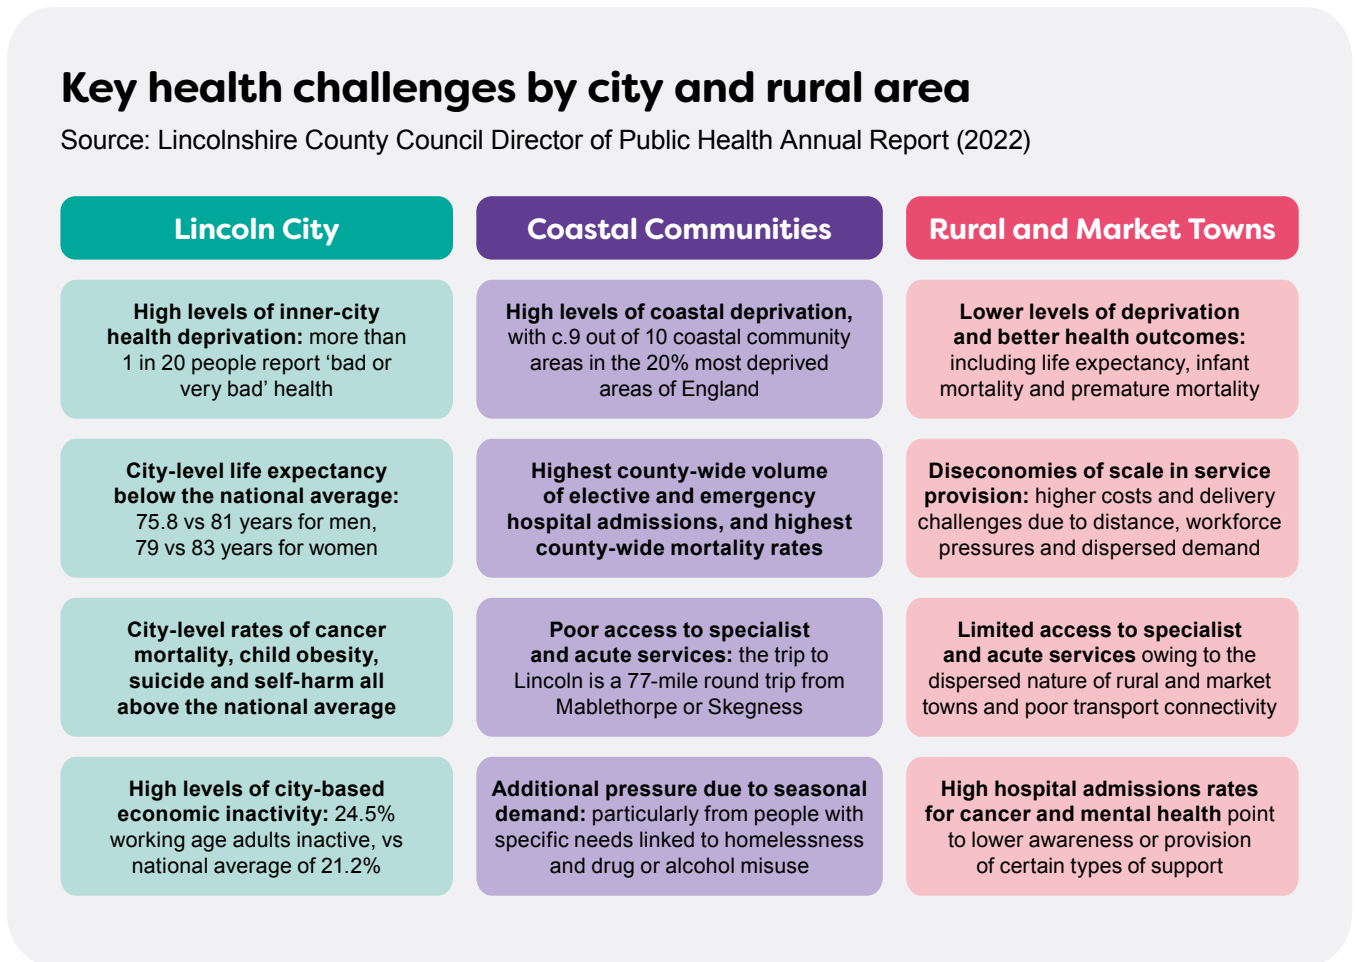 Key health challenges by city and rural area
Source: Lincolnshire County Council Director of Public Health Annual Report (2022)
Lincoln City
High levels of inner-city
health deprivation: more than
1 in 20 people report ‘bad or
very bad’ health
City-level life expectancy
below the national average:
75.8 vs 81 years for men,
79 vs 83 years for women
City-level rates of cancer
mortality, child obesity,
suicide and self-harm all
above the national average
High levels of city-based
economic inactivity: 24.5%
working age adults inactive, vs
national average of 21.2%
Coastal Communities
High levels of coastal deprivation,
with c.9 out of 10 coastal community
areas in the 20% most deprived
areas of England
Highest county-wide volume
of elective and emergency
hospital admissions, and highest
county-wide mortality rates
Poor access to specialist
and acute services: the trip to
Lincoln is a 77-mile round trip from
Mablethorpe or Skegness
Additional pressure due to seasonal
demand: particularly from people with
specific needs linked to homelessness
and drug or alcohol misuse
Rural and Market Towns
Lower levels of deprivation
and better health outcomes:
including life expectancy, infant
mortality and premature mortality
Diseconomies of scale in service
provision: higher costs and delivery
challenges due to distance, workforce
pressures and dispersed demand
Limited access to specialist
and acute services owing to the
dispersed nature of rural and market
towns and poor transport connectivity
High hospital admissions rates
for cancer and mental health point
to lower awareness or provision
of certain types of support